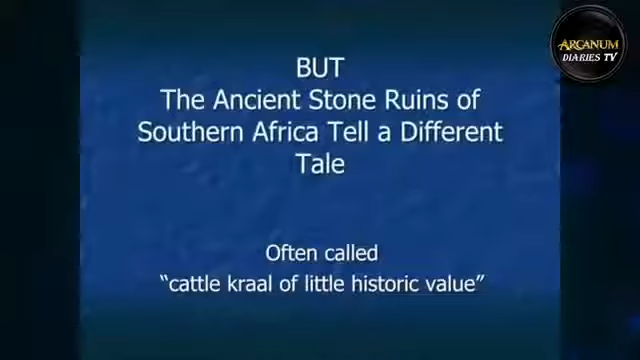 ARCANUM
DIARIES TV
BUT
The Ancient Stone Ruins of
Southern Africa Tell a Different
Tale
Often called
“cattle kraal of little historic value”